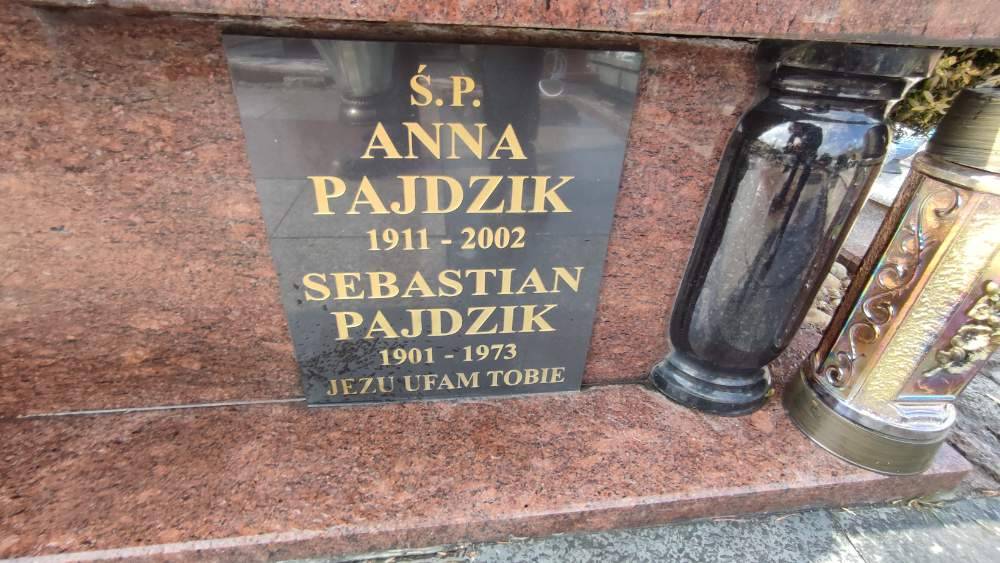 Ś.P.
ANNA
PAJDZIK
1911 - 2002
SEBASTIAN
PAJDZIK
1901 - 1973
JEZU UFAM TOBIE